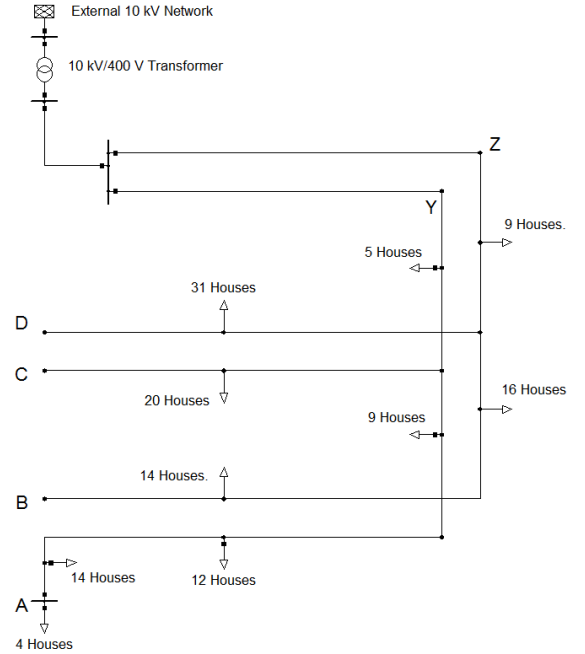 External 10 kV Network
10 kV/400 V Transformer
Z
Y
9 Houses.
5 Houses
31 Houses
D
C
16 Houses
20 Houses
9 Houses
14 Houses.
B
14 Houses
12 Houses
A
4 Houses